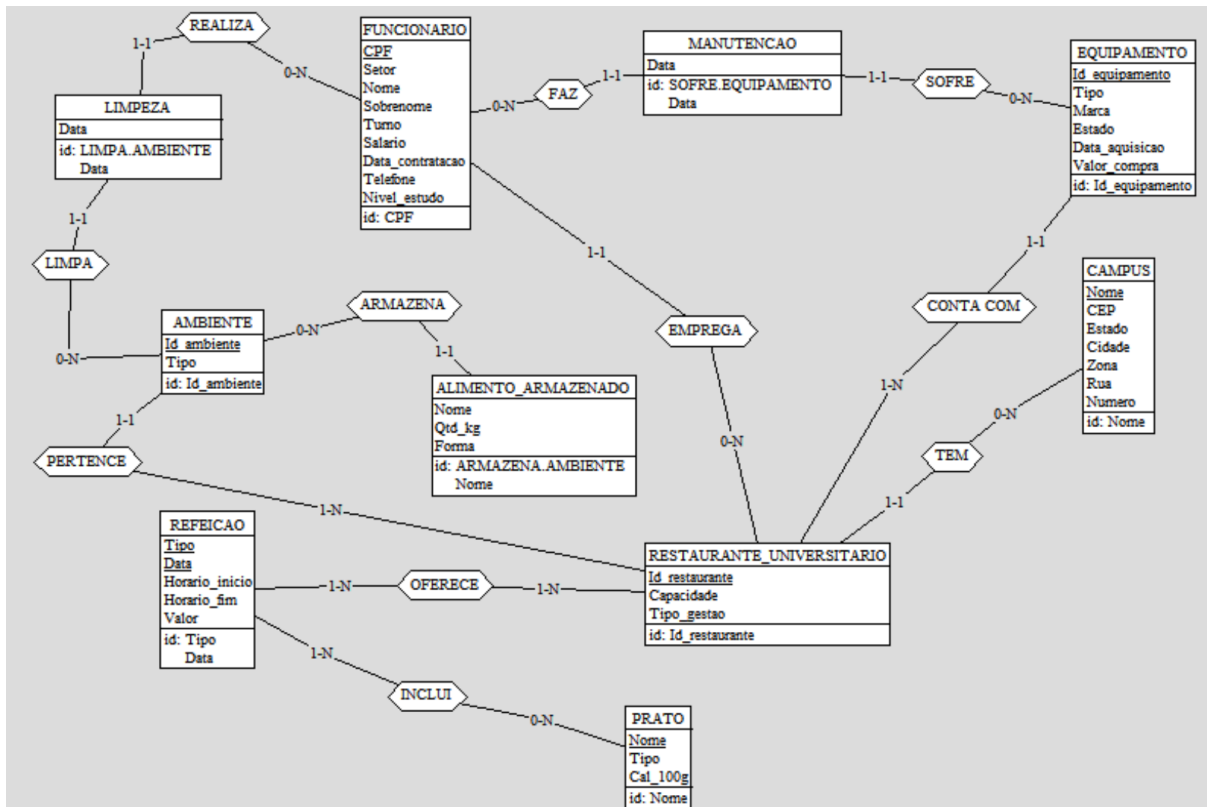 REALIZA
1-1
0-N
FUNCIONARIO
CPF
Setor
Nome
Sobrenome
Turno
Salario
Data_contratacao
Telefone
Nivel_estudo
id: CPF
0-N
FAZ
1-1
MANUTENCAO
Data
id: SOFRE.EQUIPAMENTO
Data
1-1
SOFRE
0-N
EQUIPAMENTO
Id_equipamento
Tipo
Marca
Estado
Data_aquisicao
Valor_compra
id: Id_equipamento
LIMPEZA
Data
id: LIMPA.AMBIENTE
Data
1-1
LIMPA
0-N
AMBIENTE
Id_ambiente
Tipo
id: Id_ambiente
0-N
ARMAZENA
1-1
ALIMENTO_ARMAZENADO
Nome
Qtd_kg
Forma
id: ARMAZENA.AMBIENTE
Nome
1-1
EMPREGA
0-N
1-1
CONTA COM
1-N
CAMPUS
Nome
CEP
Estado
Cidade
Zona
Rua
Numero
id: Nome
0-N
TEM
1-1
1-1
PERTENCE
1-N
REFEICAO
Tipo
Data
Horario_inicio
Horario_fim
Valor
id: Tipo
Data
1-N
OFERECE
1-N
RESTAURANTE_UNIVERSITARIO
Id_restaurante
Capacidade
Tipo_gestao
id: Id_restaurante
1-N
INCLUI
0-N
PRATO
Nome
Tipo
Cal_100g
id: Nome